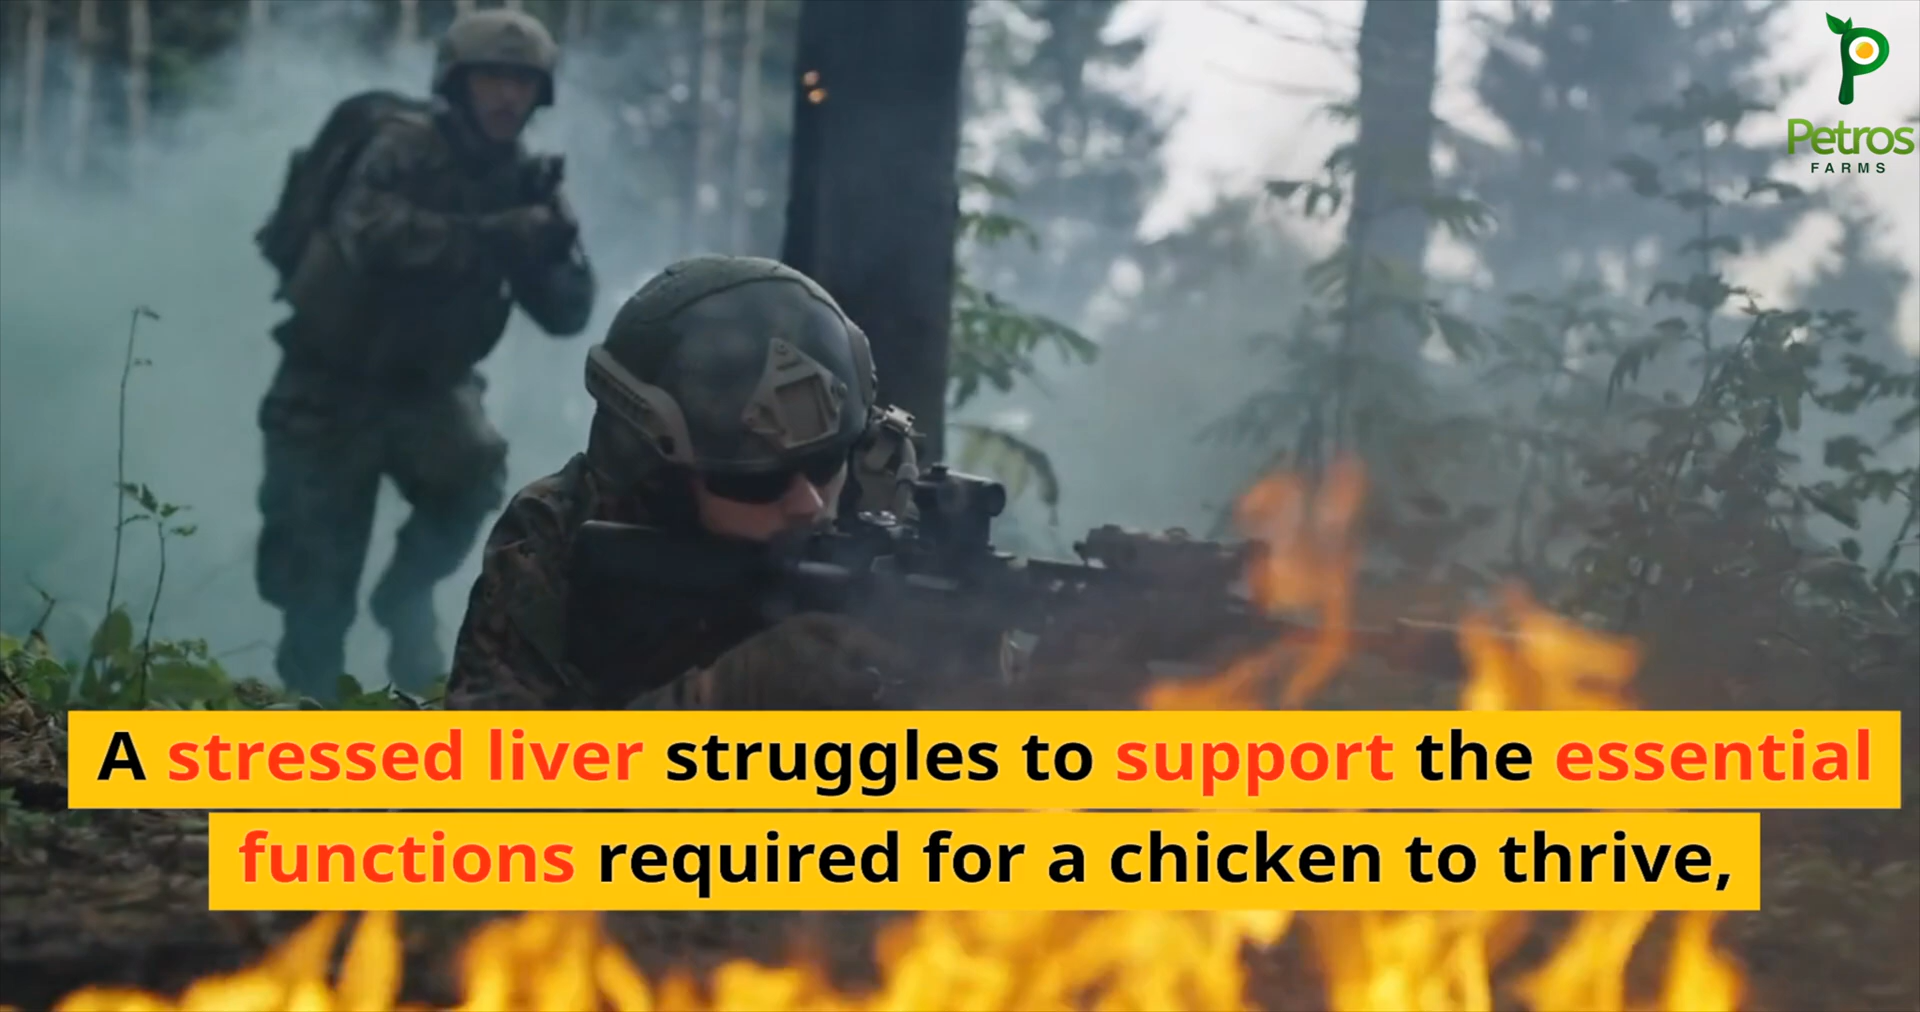 Petros
FARMS
A stressed liver struggles to support the essential
functions required for a chicken to thrive,